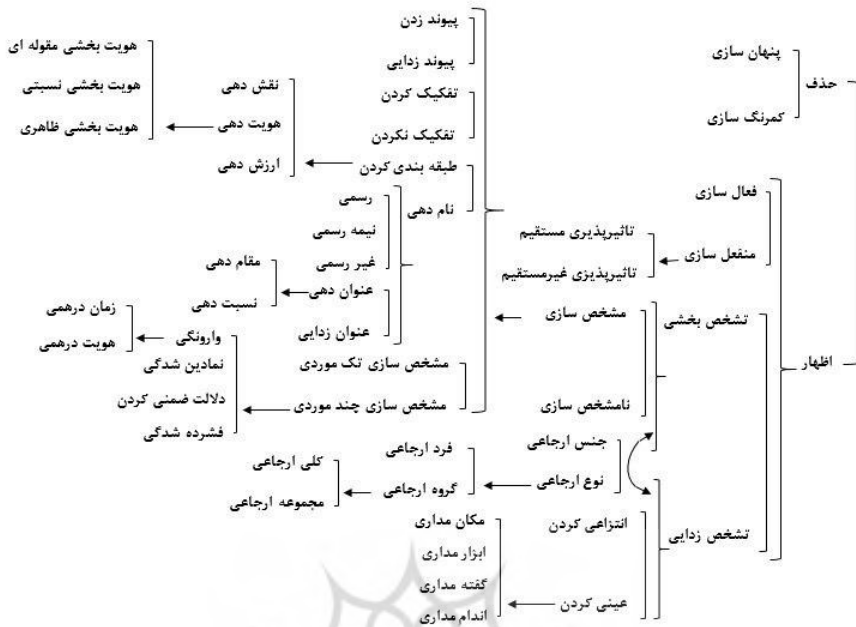 حذف
پنهان سازی
کمرنگ سازی
اظهار
فعال سازی
منفعل سازی
تاثیرپذیری مستقیم
تاثیرپذیزی غیرمستقیم
تشخص بخشی
مشخص سازی
پیوند زدن
پیوند زدایی
تفکیک کردن
تفکیک نکردن
طبقه بندی کردن
نقش دهی
هویت دهی
هویت بخشی مقوله ای
هویت بخشی نسبتی
هویت بخشی ظاهری
ارزش دهی
نام دهی
رسمی
نیمه رسمی
غیر رسمی
عنوان دهی
مقام دهی
نسبت دهی
عنوان زدایی
مشخص سازی تک موردی
مشخص سازی چند موردی
وارونگی
زمان درهمی
هویت درهمی
نمادین شدگی
دلالت ضمنی کردن
فشرده شدگی
نامشخص سازی
جنس ارجاعی
نوع ارجاعی
فرد ارجاعی
گروه ارجاعی
کلی ارجاعی
مجموعه ارجاعی
تشخص زدایی
انتزاعی کردن
عینی کردن
مکان مداری
ابزار مداری
گفته مداری
اندام مداری